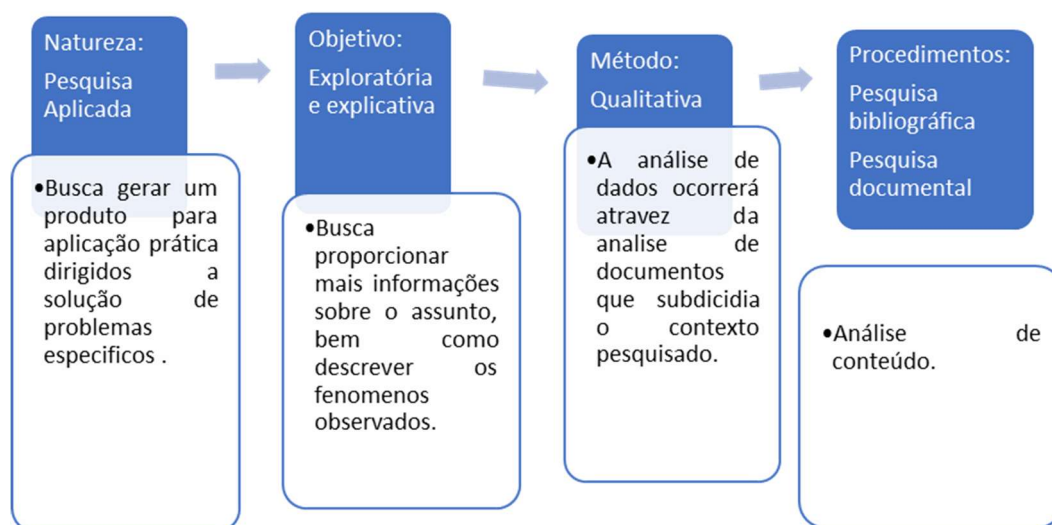 Natureza:
Pesquisa
Aplicada
•Busca gerar um
produto para
aplicação prática
dirigidos a
solução de
problemas
especificos .
Objetivo:
Exploratória
e explicativa
•Busca
proporcionar
mais informações
sobre o assunto,
bem como
descrever os
fenomenos
observados.
Método:
Qualitativa
•A análise de
dados ocorrerá
atravez da
analise de
documentos
que subdicidia
o contexto
pesquisado.
Procedimentos:
Pesquisa
bibliográfica
Pesquisa
documental
•Análise de
conteúdo.